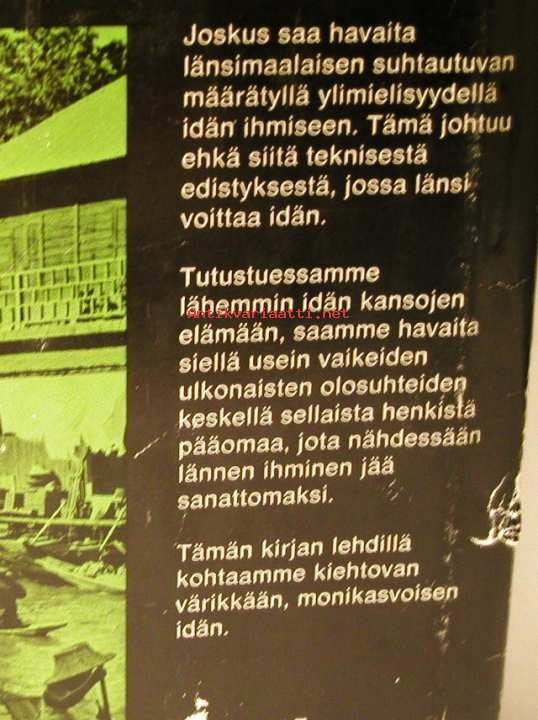 Joskus saa havaita
länsimaalaisen suhtautuvan
määrätyllä ylimielisyydellä
idän ihmiseen. Tämä johtuu
ehkä siitä teknisestä
edistyksestä, jossa länsi
voittaa idän.
Tutustuessamme
lähemmin idän kansojen
Antikvariaatti.net
elämään, saamme havaita
siellä usein vaikeiden
ulkonaisten olosuhteiden
keskellä sellaista henkistä
pääomaa, jota nähdessään
lännen ihminen jää
sanattomaksi.
Tämän kirjan lehdillä
kohtaamme kiehtovan
värikkään, monikasvoisen
idän.